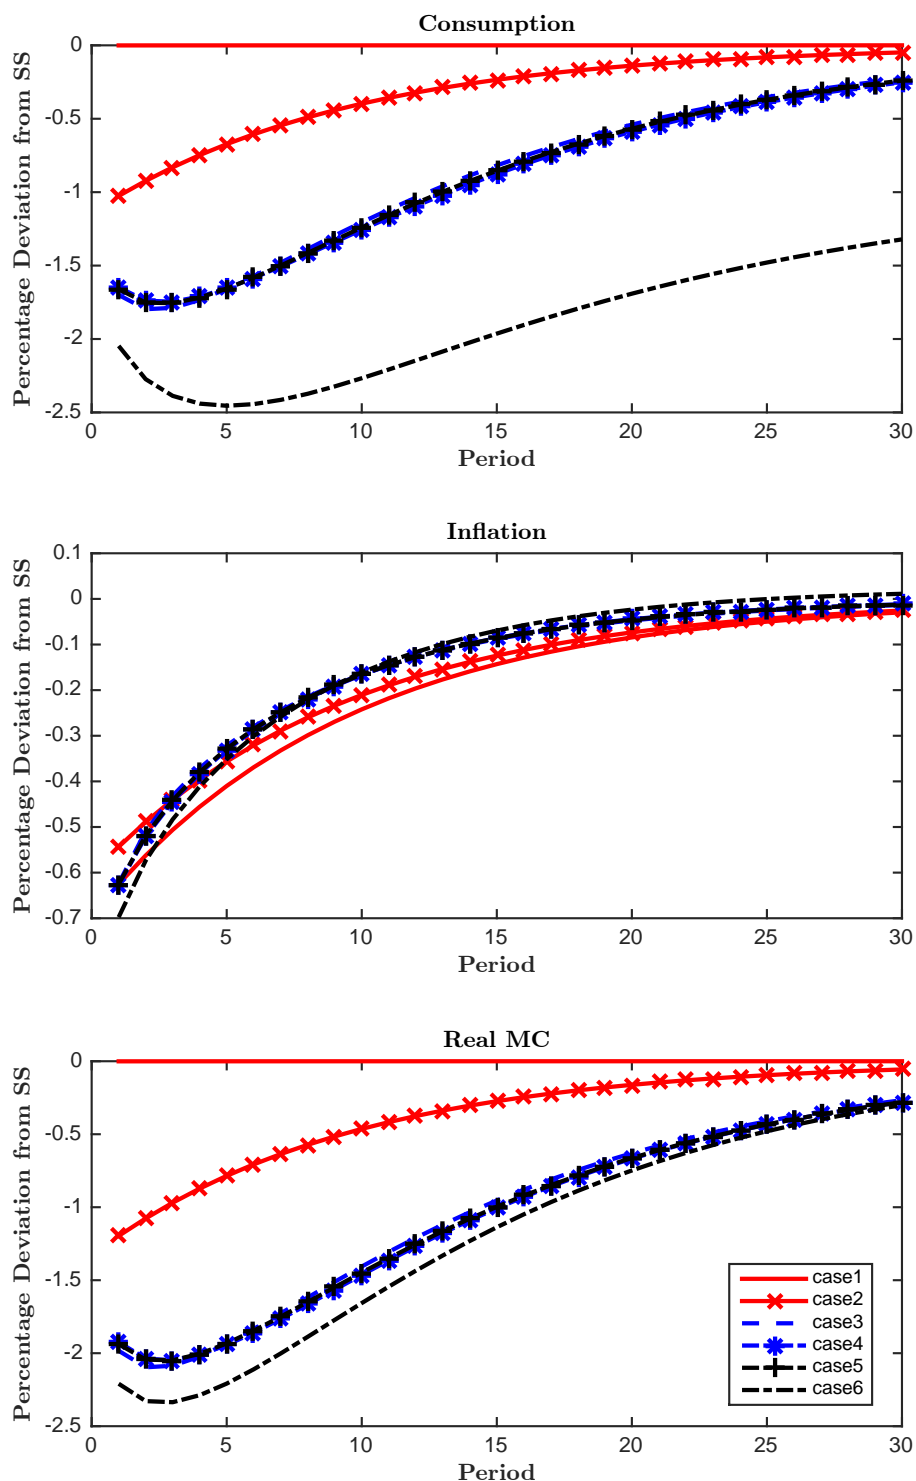 Consumption
Percentage Deviation from SS
0
-0.5
-1
-1.5
-2
-2.5
0 5 10 15 20 25 30
Period
Inflation
Percentage Deviation from SS
0.1
0
-0.1
-0.2
-0.3
-0.4
-0.5
-0.6
-0.7
0 5 10 15 20 25 30
Period
Real MC
Percentage Deviation from SS
0
-0.5
-1
-1.5
-2
-2.5
0 5 10 15 20 25 30
Period
case1
case2
case3
case4
case5
case6